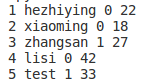 1 hezhiying 0 22
2 xiaoming 0 18
3 zhangsan 1 27
4 lisi 0 42
5 test 1 33